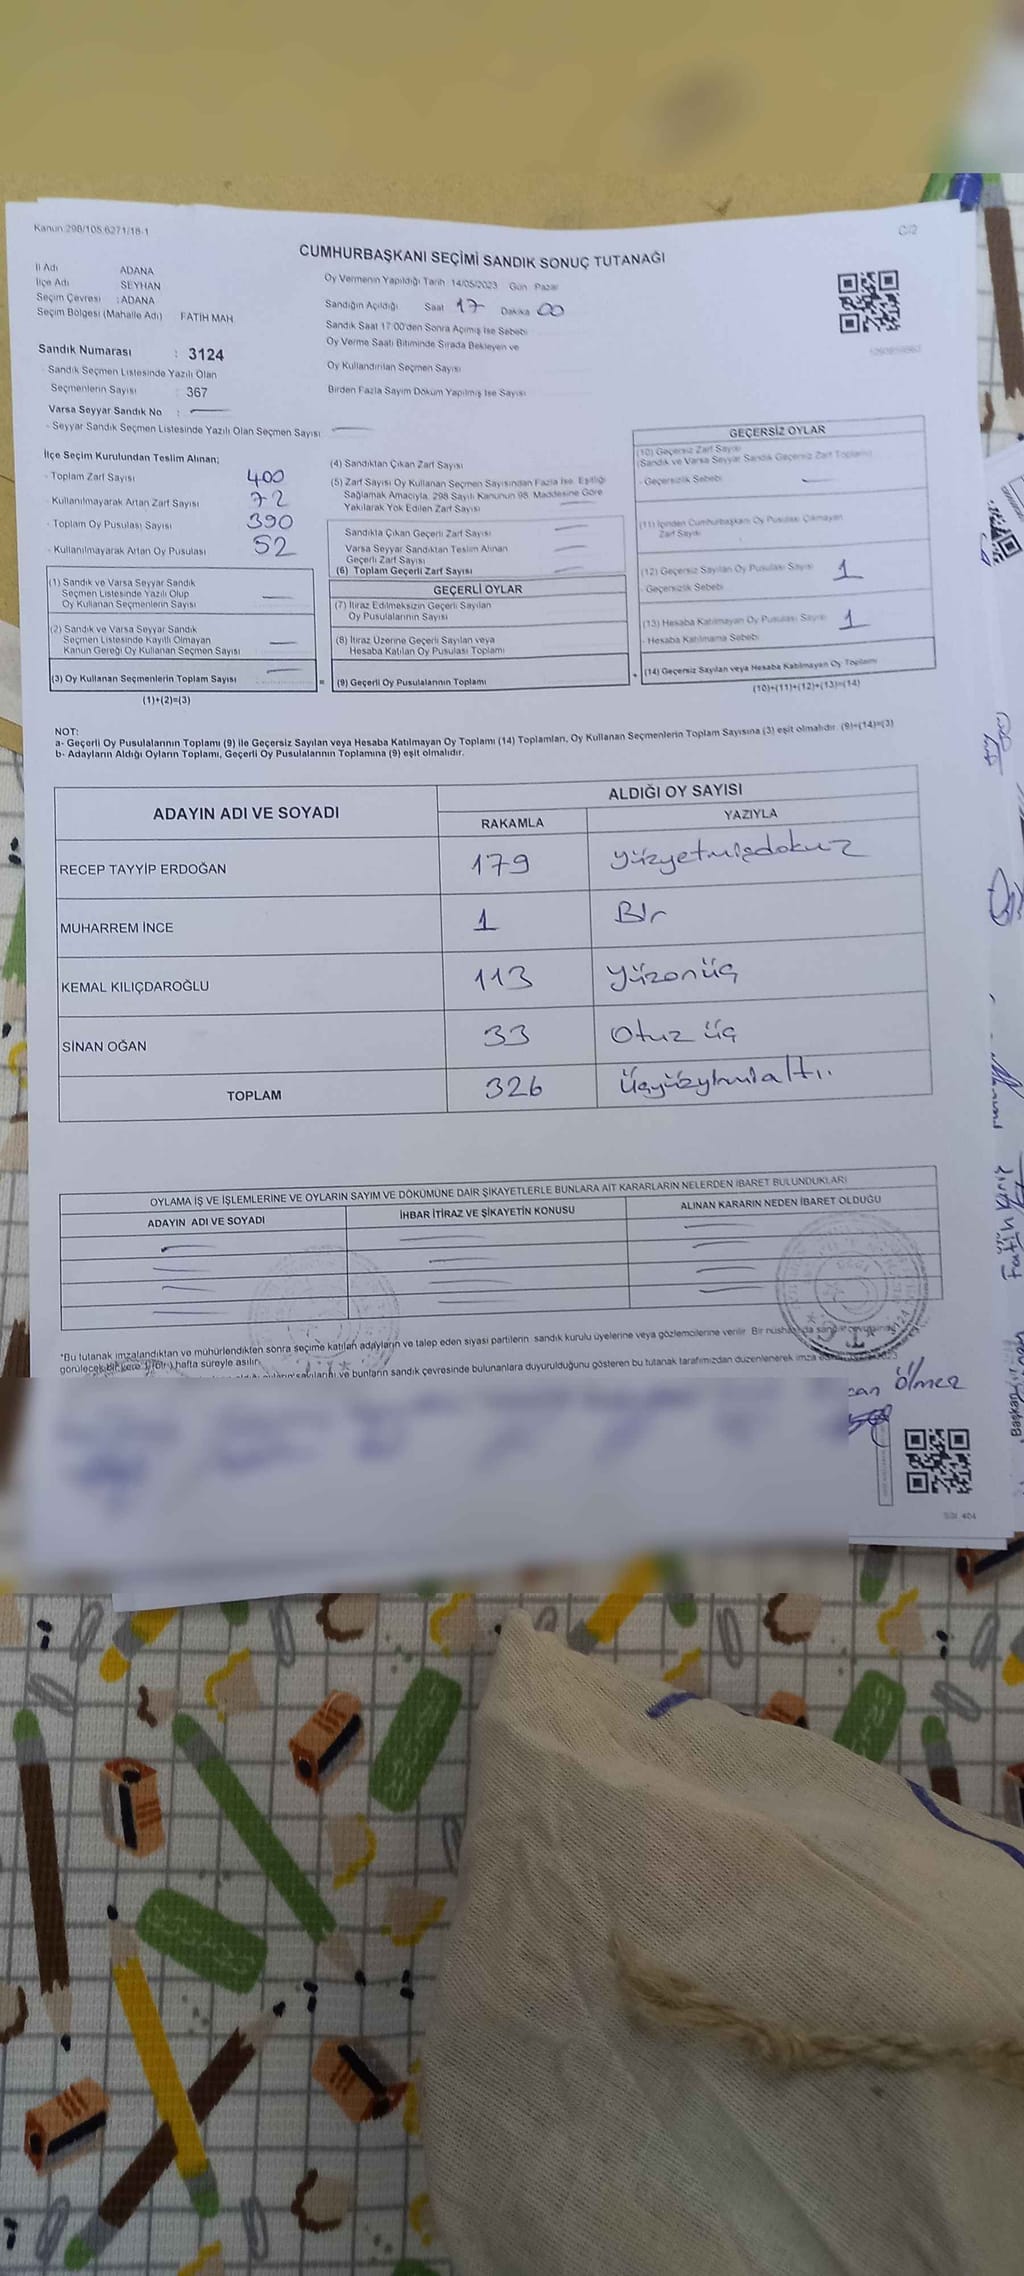 Kanun 298/105,6271/16-1
C/2
CUMHURBAŞKANI SEÇİMİ SANDIK SONUÇ TUTANAĞI
İl Adı ADANA
İlçe Adı SEYHAN
Seçim Çevresi : ADANA
Seçim Bölgesi (Mahalle Adı) FATİH MAH.
Oy Vermenin Yapıldığı Tarih 14/05/2023 Gün Pazar
Sandığın Açıldığı Saat 17 Dakika 00
Sandık Saat 17:00'den Sonra Açımış İse Sebebi
Oy Verme Saati Bitiminde Sırada Bekleyen ve
Oy Kullandırılan Seçmen Sayısı
Birden Fazla Sayım Döküm Yapılmış İse Sayısı
Sandık Numarası : 3124
- Sandık Seçmen Listesinde Yazılı Olan
Seçmenlerin Sayısı : 367
Varsa Seyyar Sandık No :
- Seyyar Sandık Seçmen Listesinde Yazılı Olan Seçmen Sayısı
İlçe Seçim Kurulundan Teslim Alınan;
- Toplam Zarf Sayısı 400
- Kullanılmayarak Artan Zarf Sayısı 72
- Toplam Oy Pusulası Sayısı 390
- Kullanılmayarak Artan Oy Pusulası 52
(1) Sandık ve Varsa Seyyar Sandık
Seçmen Listesinde Yazılı Olup
Oy Kullanan Seçmenlerin Sayısı
(2) Sandık ve Varsa Seyyar Sandık
Seçmen Listesinde Kayıtlı Olmayan
Kanun Gereği Oy Kullanan Seçmen Sayısı
(3) Oy Kullanan Seçmenlerin Toplam Sayısı
(1)+(2)=(3)
(4) Sandıktan Çıkan Zarf Sayısı
(5) Zarf Sayısı Oy Kullanan Seçmen Sayısından Fazla İse, Eşitliği
Sağlamak Amacıyla, 298 Sayılı Kanunun 98. Maddesine Göre
Yakılarak Yok Edilen Zarf Sayısı
Sandıkla Çıkan Geçerli Zarf Sayısı
Varsa Seyyar Sandıktan Teslim Alınan
Geçerli Zarf Sayısı
(6) Toplam Geçerli Zarf Sayısı
GEÇERLİ OYLAR
(7) İtiraz Edilmeksizin Geçerli Sayılan
Oy Pusulalarının Sayısı
(8) İtiraz Üzerine Geçerli Sayılan veya
Hesaba Katılan Oy Pusulası Toplamı
= (9) Geçerli Oy Pusulalarının Toplamı
GEÇERSİZ OYLAR
(10) Geçersiz Zarf Sayısı
(Sandık ve Varsa Seyyar Sandık Geçersiz Zarf Toplamı)
- Geçersizlik Sebebi
(11) İçinden Cumhurbaşkanı Oy Pusulası Çıkmayan
Zarf Sayısı
(12) Geçersiz Sayılan Oy Pusulası Sayısı 1
- Geçersizlik Sebebi
(13) Hesaba Katılmayan Oy Pusulası Sayısı 1
- Hesaba Katılmama Sebebi
+ (14) Geçersiz Sayılan veya Hesaba Katılmayan Oy Toplamı
(10)+(11)+(12)+(13)=(14)
NOT:
a- Geçerli Oy Pusulalarının Toplamı (9) ile Geçersiz Sayılan veya Hesaba Katılmayan Oy Toplamı (14) Toplamları, Oy Kullanan Seçmenlerin Toplam Sayısına (3) eşit olmalıdır. (9)+(14)=(3)
b- Adayların Aldığı Oyların Toplamı, Geçerli Oy Pusulalarının Toplamına (9) eşit olmalıdır.
ADAYIN ADI VE SOYADI ALDIĞI OY SAYISI
RAKAMLA YAZIYLA
RECEP TAYYİP ERDOĞAN 179 yüzyetmişdokuz
MUHARREM İNCE 1 Bir
KEMAL KILIÇDAROĞLU 113 yüzonüç
SİNAN OĞAN 33 Otuz üç
TOPLAM 326 üçyüzyirmialtı..
OYLAMA İŞ VE İŞLEMLERİNE VE OYLARIN SAYIM VE DÖKÜMÜNE DAİR ŞİKAYETLERLE BUNLARA AİT KARARLARIN NELERDEN İBARET BULUNDUKLARI
ADAYIN ADI VE SOYADI İHBAR İTİRAZ VE ŞİKAYETİN KONUSU ALINAN KARARIN NEDEN İBARET OLDUĞU
*Bu tutanak imzalandıktan ve mühürlendikten sonra seçime katılan adayların ve talep eden siyasi partilerin sandık kurulu üyelerine veya gözlemcilerine verilir. Bir nüsha
görülecek bir yere 1 (bir) hafta süreyle asılır.
ve bunların sandık çevresinde bulunanlara duyurulduğunu gösteren bu tutanak tarafımızdan düzenlenerek imza
can ölmez
Fatih
Başkan